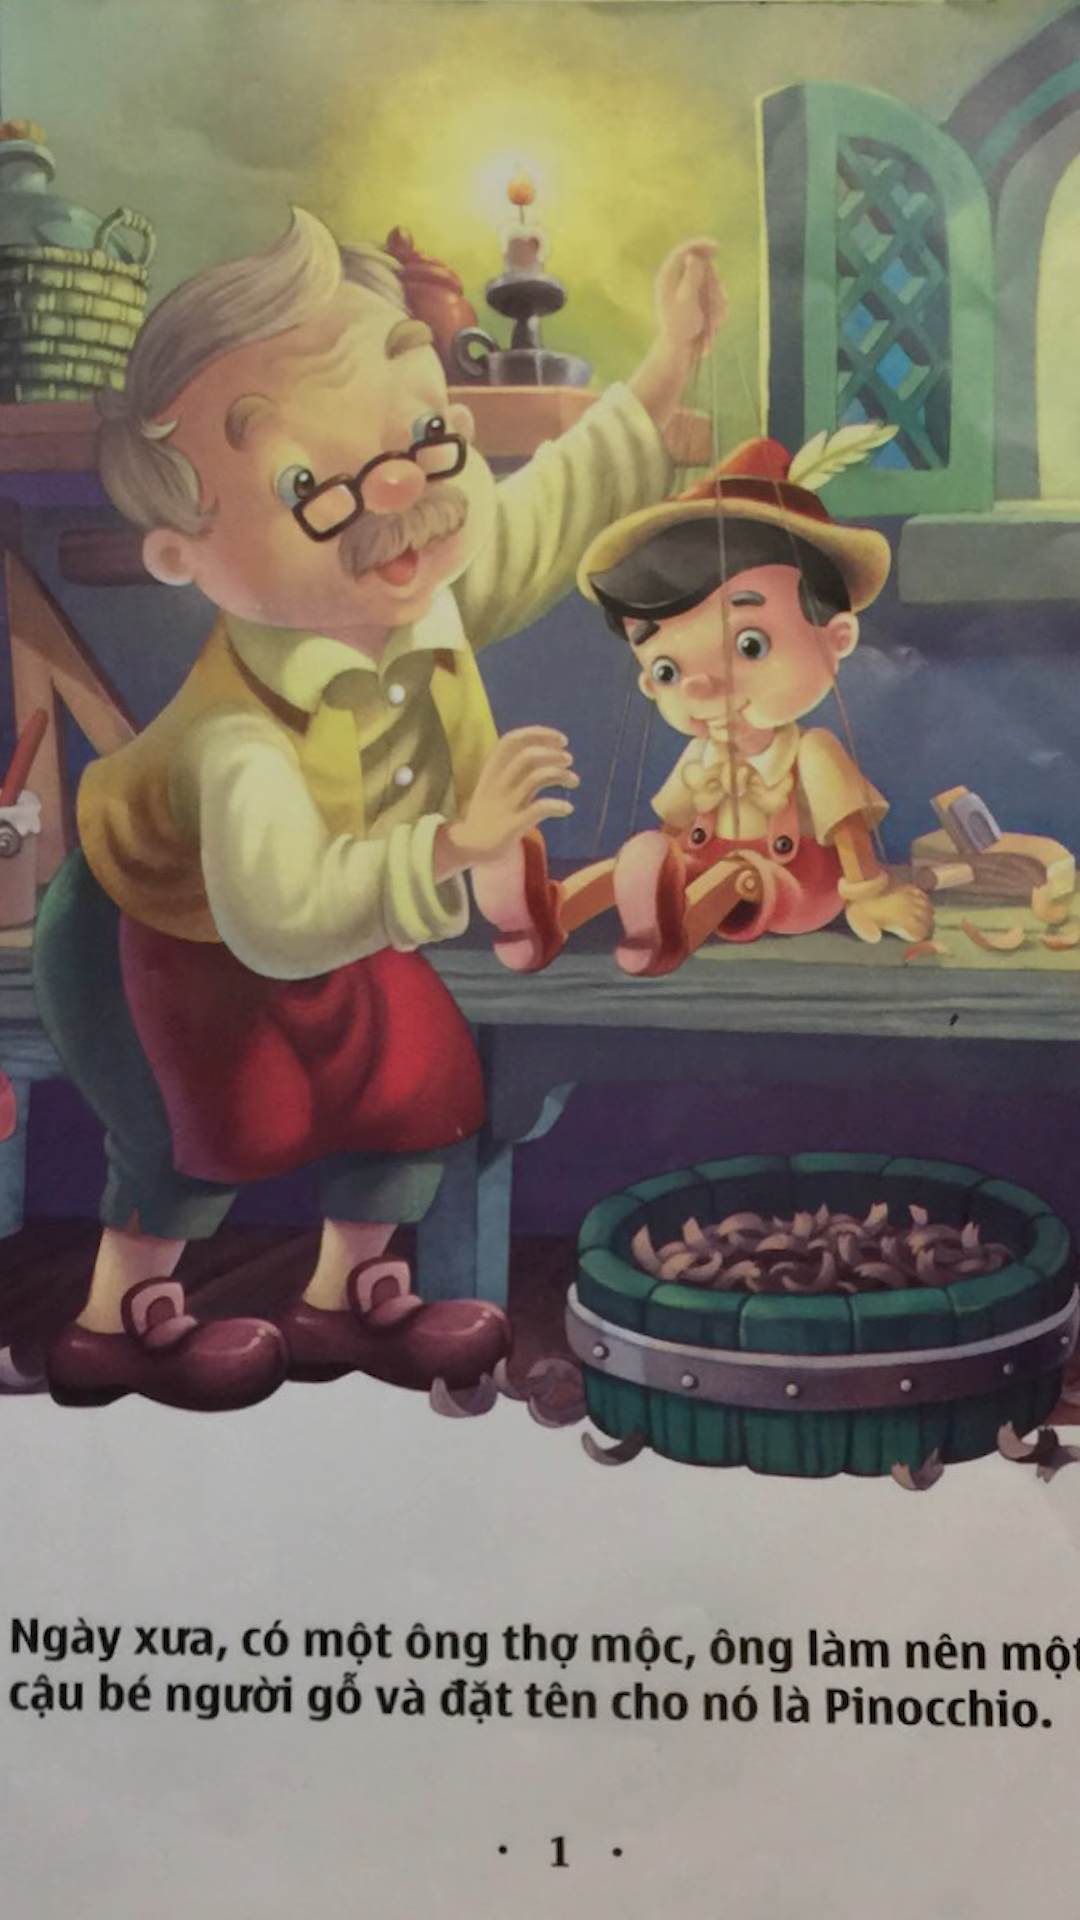 Ngày xưa, có một ông thợ mộc, ông làm nên một
cậu bé người gỗ và đặt tên cho nó là Pinocchio.
· 1 ·